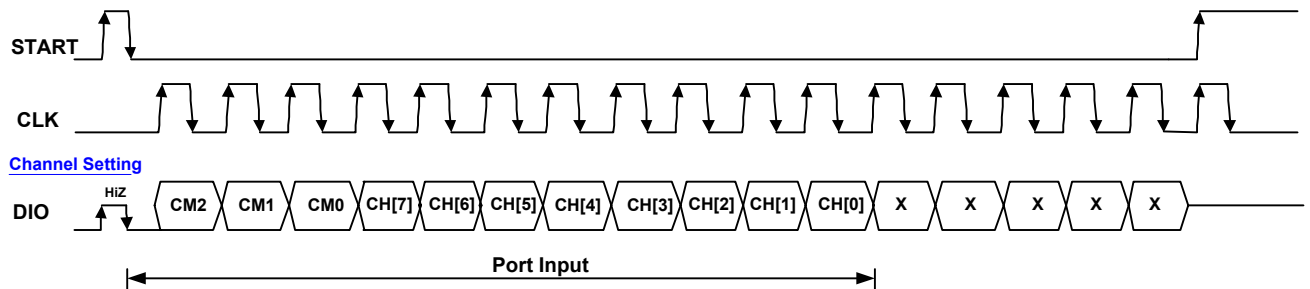 START
CLK
Channel Setting
HiZ
DIO
CM2 CM1 CM0 CH[7] CH[6] CH[5] CH[4] CH[3] CH[2] CH[1] CH[0] X X X X X
Port Input